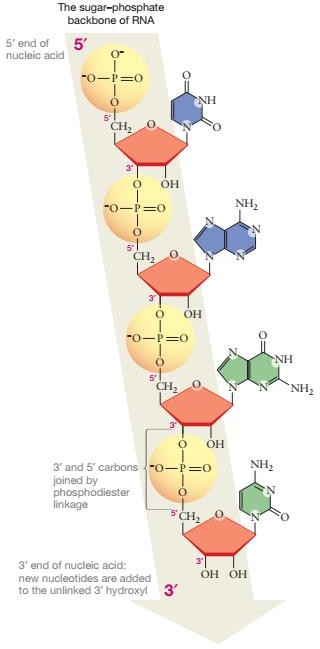 The sugar–phosphate
backbone of RNA
5′ end of
nucleic acid
5′
O-
-O—P=O
O
5′
CH2
O
O
NH
N
O
3′
O
OH
-O—P=O
O
5′
CH2
O
NH2
N
N
N
N
3′
O
OH
-O—P=O
O
5′
CH2
O
O
N
NH
N
N
NH2
3′
O
OH
-O—P=O
O
3′ and 5′ carbons
joined by
phosphodiester
linkage
5′
CH2
O
NH2
N
N
O
3′
OH
OH
3′ end of nucleic acid:
new nucleotides are added
to the unlinked 3′ hydroxyl
3′